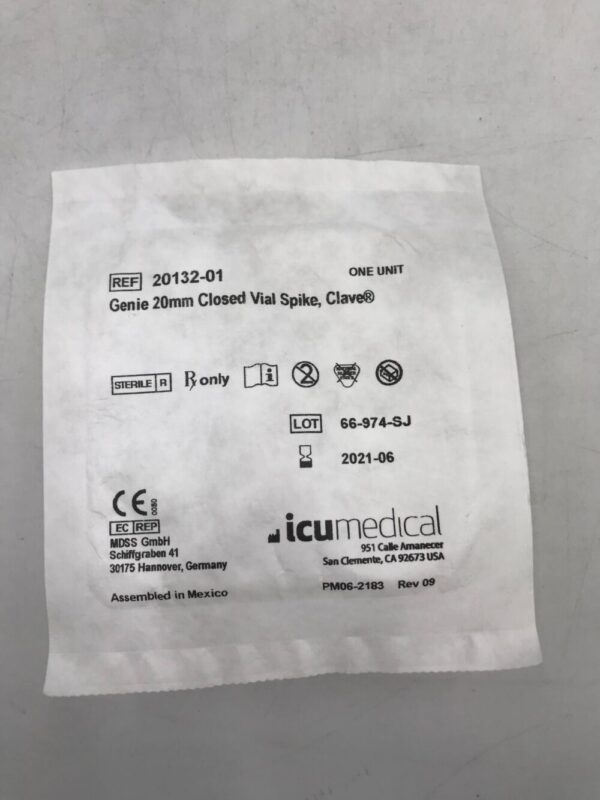 REF 20132-01 ONE UNIT
Genie 20mm Closed Vial Spike, Clave®
STERILE R ℞ only
LOT 66-974-SJ
2021-06
CE 0080
EC REP
MDSS GmbH
Schiffgraben 41
30175 Hannover, Germany
Assembled in Mexico
icumedical
951 Calle Amanecer
San Clemente, CA 92673 USA
PM06-2183 Rev 09